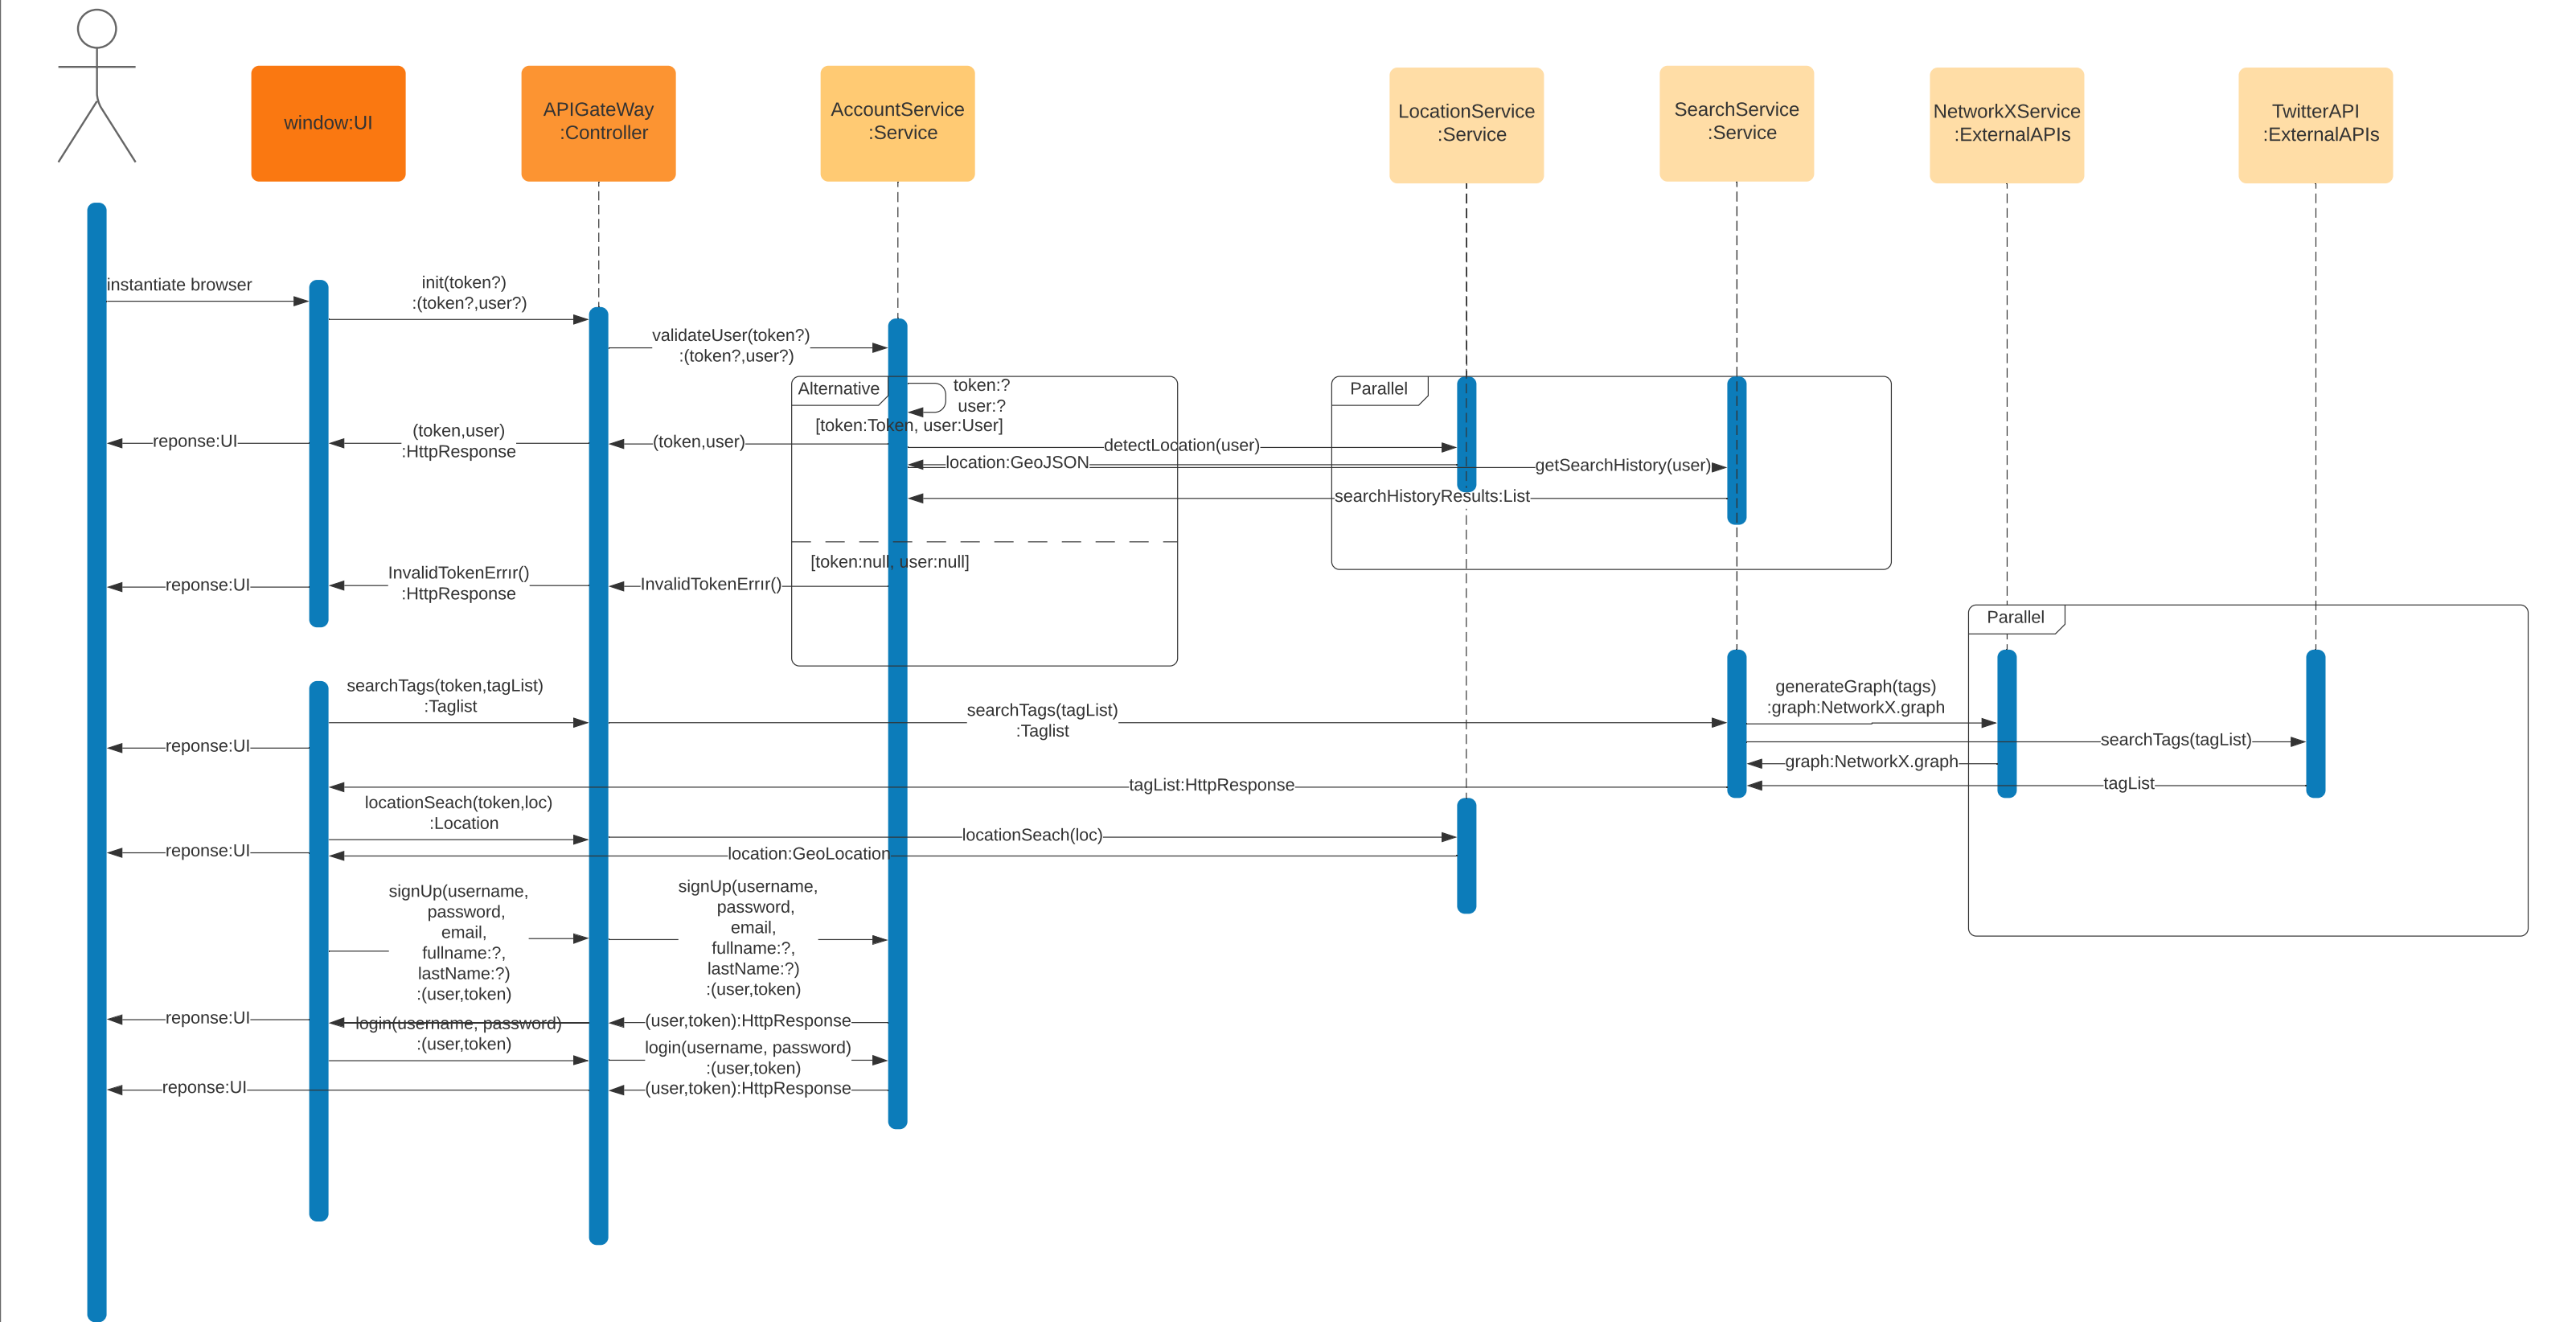 window:UI
APIGateWay
:Controller
AccountService
:Service
LocationService
:Service
SearchService
:Service
NetworkXService
:ExternalAPIs
TwitterAPI
:ExternalAPIs
instantiate browser
init(token?)
:(token?,user?)
validateUser(token?)
:(token?,user?)
Alternative
token:?
user:?
[token:Token, user:User]
Parallel
reponse:UI
(token,user)
:HttpResponse
(token,user)
detectLocation(user)
location:GeoJSON
getSearchHistory(user)
searchHistoryResults:List
[token:null, user:null]
reponse:UI
InvalidTokenErrır()
:HttpResponse
InvalidTokenErrır()
Parallel
searchTags(token,tagList)
:Taglist
searchTags(tagList)
:Taglist
generateGraph(tags)
:graph:NetworkX.graph
reponse:UI
searchTags(tagList)
graph:NetworkX.graph
tagList:HttpResponse
tagList
locationSeach(token,loc)
:Location
locationSeach(loc)
reponse:UI
location:GeoLocation
signUp(username,
password,
email,
fullname:?,
lastName:?)
:(user,token)
signUp(username,
password,
email,
fullname:?,
lastName:?)
:(user,token)
reponse:UI
(user,token):HttpResponse
login(username, password)
:(user,token)
login(username, password)
:(user,token)
reponse:UI
(user,token):HttpResponse